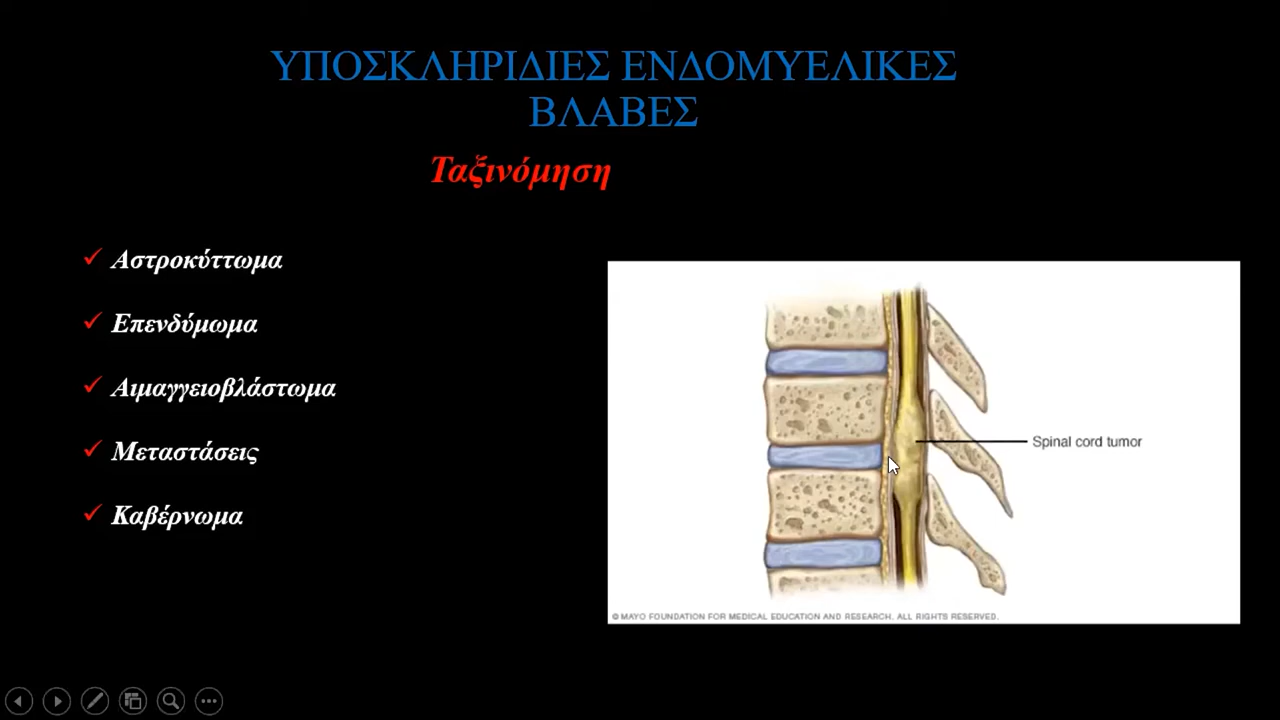 ΥΠΟΣΚΛΗΡΙΔΙΕΣ ΕΝΔΟΜΥΕΛΙΚΕΣ
ΒΛΑΒΕΣ
Ταξινόμηση
Αστροκύττωμα
Επενδύμωμα
Αιμαγγειοβλάστωμα
Μεταστάσεις
Καβέρνωμα
Spinal cord tumor
© MAYO FOUNDATION FOR MEDICAL EDUCATION AND RESEARCH. ALL RIGHTS RESERVED.